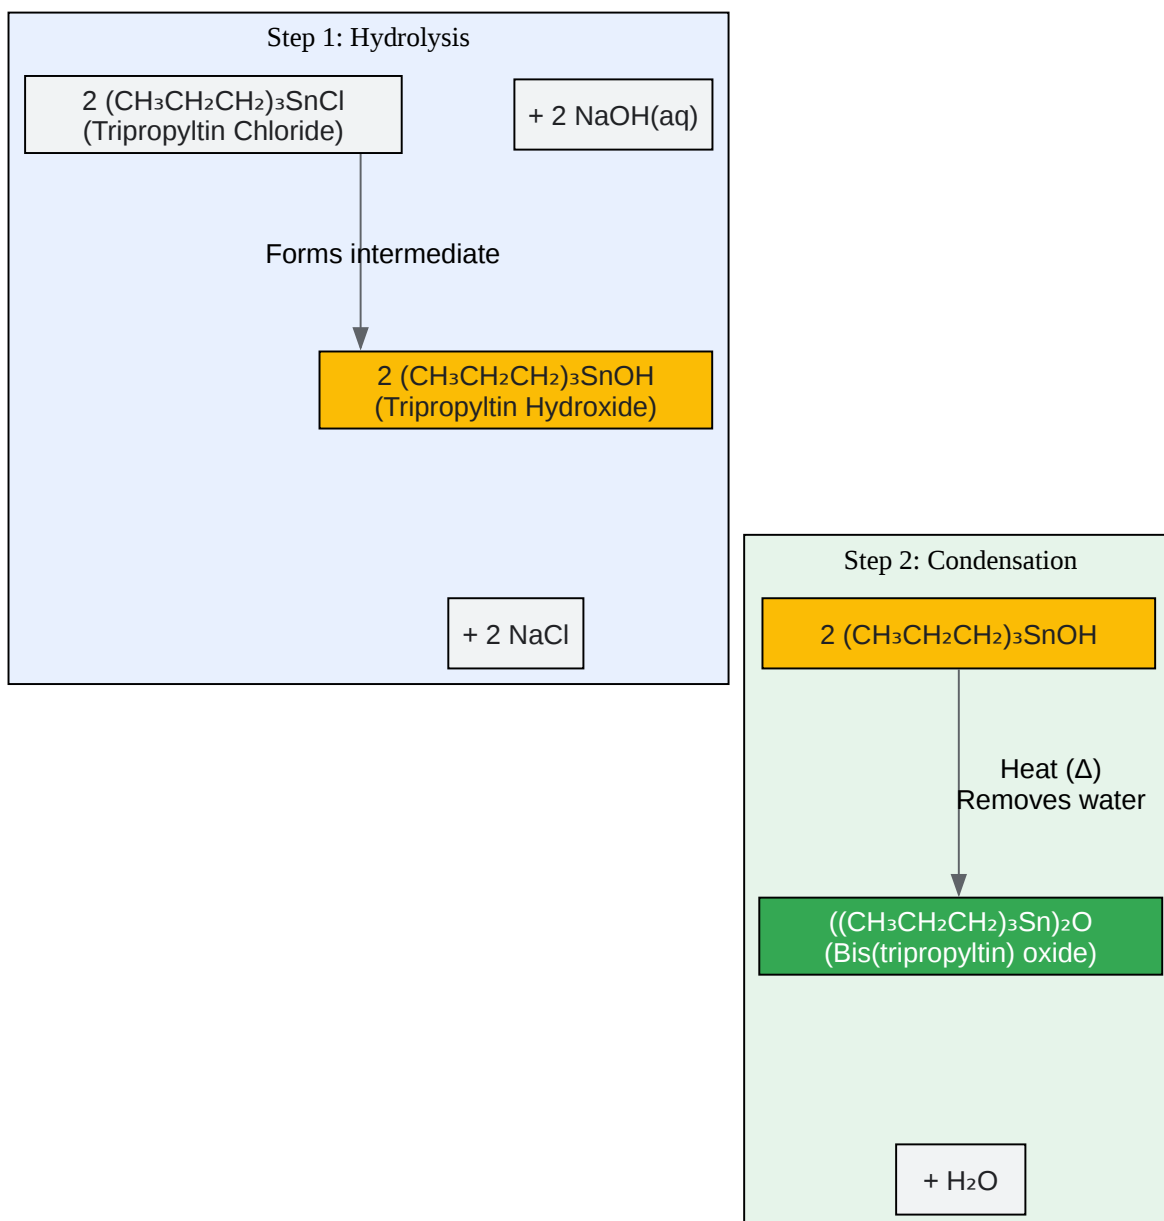 Step 1: Hydrolysis
2 (CH₃CH₂CH₂)₃SnCl
(Tripropyltin Chloride)
+ 2 NaOH(aq)
Forms intermediate
2 (CH₃CH₂CH₂)₃SnOH
(Tripropyltin Hydroxide)
+ 2 NaCl
Step 2: Condensation
2 (CH₃CH₂CH₂)₃SnOH
Heat (Δ)
Removes water
((CH₃CH₂CH₂)₃Sn)₂O
(Bis(tripropyltin) oxide)
+ H₂O